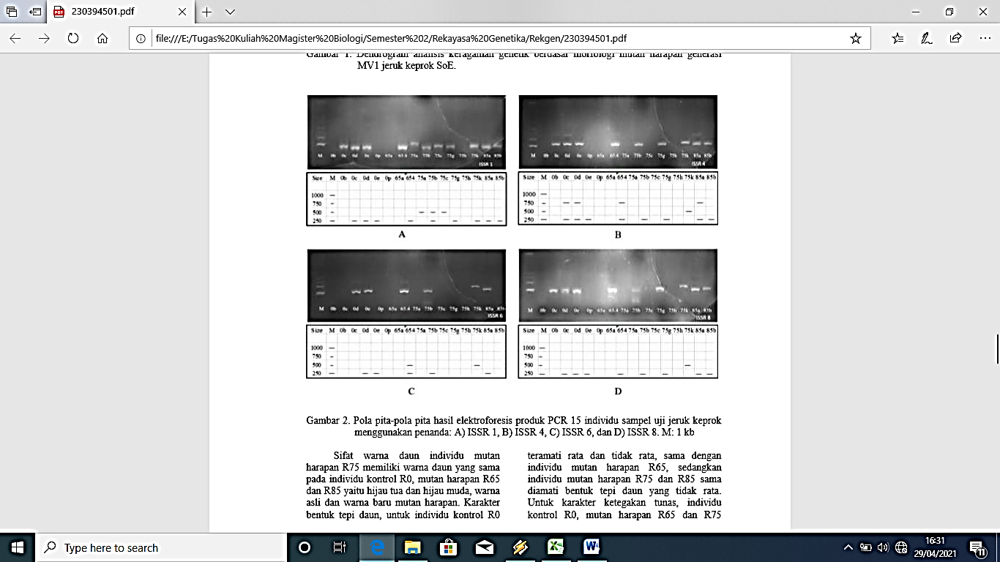 230394501.pdf
file:///E:/Tugas%20Kuliah%20Magister%20Biologi/Semester%202/Rekayasa%20Genetika/Rekgen/230394501.pdf
Gambar 1. Dendrogram analisis keragaman genetik berdasar morfologi mutan harapan generasi
MV1 jeruk keprok SoE.
M 0b 0c 0d 0e 0p 65a 65.4 75a 75b 75c 75g 75h 75k 85a 85b
ISSR 1
Size M 0b 0c 0d 0e 0p 65a 654 75a 75b 75c 75g 75h 75k 85a 85b
1000
750
500
250
A
M 0b 0c 0d 0e 0p 65a 65.4 75a 75b 75c 75g 75h 75k 85a 85b
ISSR 4
Size M 0b 0c 0d 0e 0p 65a 654 75a 75b 75c 75g 75h 75k 85a 85b
1000
750
500
250
B
M 0b 0c 0d 0e 0p 65a 65.4 75a 75b 75c 75g 75h 75k 85a 85b
ISSR 6
Size M 0b 0c 0d 0e 0p 65a 654 75a 75b 75c 75g 75h 75k 85a 85b
1000
750
500
250
C
M 0b 0c 0d 0e 0p 65a 65.4 75a 75b 75c 75g 75h 75k 85a 85b
ISSR 8
Size M 0b 0c 0d 0e 0p 65a 654 75a 75b 75c 75g 75h 75k 85a 85b
1000
750
500
250
D
Gambar 2. Pola pita-pola pita hasil elektroforesis produk PCR 15 individu sampel uji jeruk keprok
menggunakan penanda: A) ISSR 1, B) ISSR 4, C) ISSR 6, dan D) ISSR 8. M: 1 kb
Sifat warna daun individu mutan
harapan R75 memiliki warna daun yang sama
pada individu kontrol R0, mutan harapan R65
dan R85 yaitu hijau tua dan hijau muda, warna
asli dan warna baru mutan harapan. Karakter
bentuk tepi daun, untuk individu kontrol R0
teramati rata dan tidak rata, sama dengan
individu mutan harapan R65, sedangkan
individu mutan harapan R75 dan R85 sama
diamati bentuk tepi daun yang tidak rata.
Untuk karakter ketegakan tunas, individu
kontrol R0, mutan harapan R65 dan R75
Type here to search
16:31
29/04/2021
11